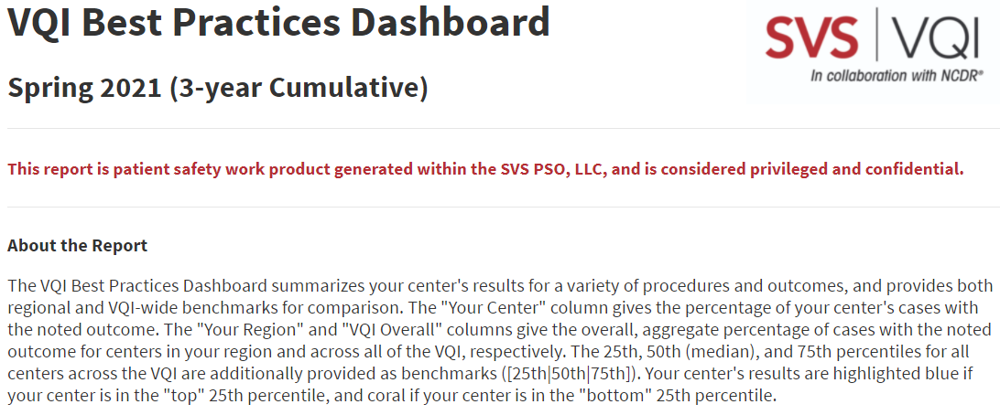 VQI Best Practices Dashboard
SVS | VQI
In collaboration with NCDR®
Spring 2021 (3-year Cumulative)
This report is patient safety work product generated within the SVS PSO, LLC, and is considered privileged and confidential.
About the Report
The VQI Best Practices Dashboard summarizes your center's results for a variety of procedures and outcomes, and provides both
regional and VQI-wide benchmarks for comparison. The "Your Center" column gives the percentage of your center's cases with
the noted outcome. The "Your Region" and "VQI Overall" columns give the overall, aggregate percentage of cases with the noted
outcome for centers in your region and across all of the VQI, respectively. The 25th, 50th (median), and 75th percentiles for all
centers across the VQI are additionally provided as benchmarks ([25th|50th|75th]). Your center's results are highlighted blue if
your center is in the "top" 25th percentile, and coral if your center is in the "bottom" 25th percentile.